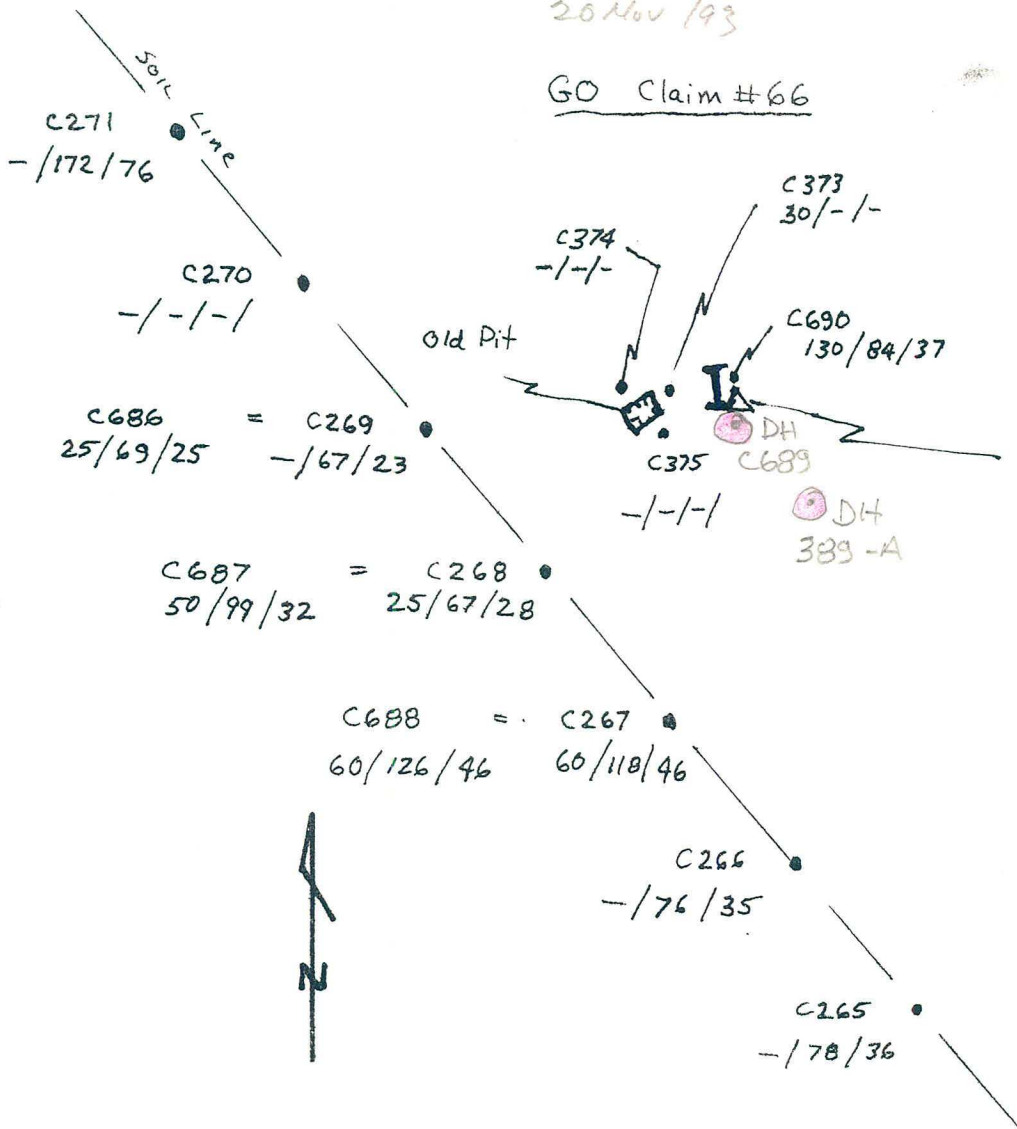 20 Nov /93
GO Claim #66
Soil Line
C271
-/172/76
C373
30/-/-
C374
-/-/-
C270
-/-/-/
C690
130/84/37
Old Pit
I
C686 = C269
25/69/25 -/67/23
DH
C689
C375
-/-/-/
DH
389-A
C687 = C268
50/99/32 25/67/28
C688 = C267
60/126/46 60/118/46
C266
-/76/35
N
C265
-/78/36